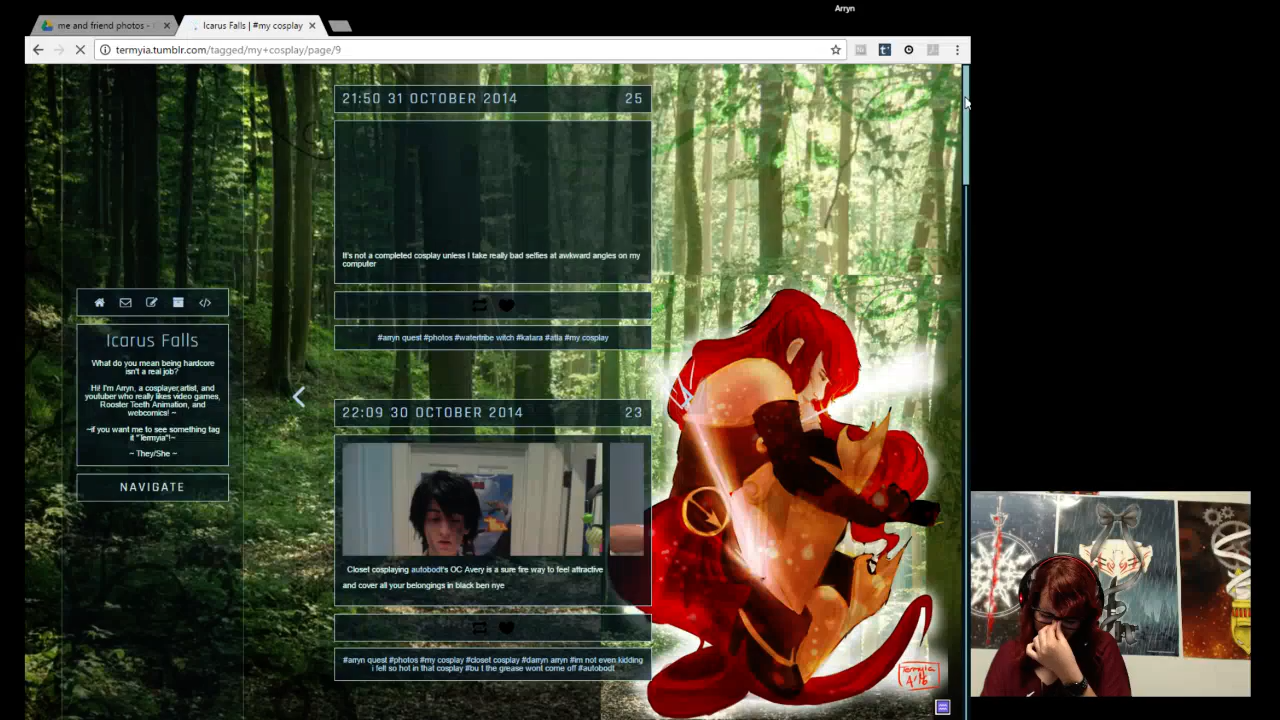 Arryn
me and friend photos -
Icarus Falls | #my cosplay
termyia.tumblr.com/tagged/my+cosplay/page/9
21:50 31 OCTOBER 2014 25
It's not a completed cosplay unless I take really bad selfies at awkward angles on my
computer
#arryn quest #photos #watertribe witch #katara #atla #my cosplay
Icarus Falls
What do you mean being hardcore
isn't a real job?
Hi! I'm Arryn, a cosplayer,artist, and
youtuber who really likes video games,
Rooster Teeth Animation, and
webcomics! ~
~if you want me to see something tag
it "Termyia"!~
~ They/She ~
NAVIGATE
22:09 30 OCTOBER 2014 23
Closet cosplaying autobodt's OC Avery is a sure fire way to feel attractive
and cover all your belongings in black ben nye
#arryn quest #photos #my cosplay #closet cosplay #darryn arryn #im not even kidding
i fell so hot in that cosplay #bu t the grease wont come off #autobodt
Termyia